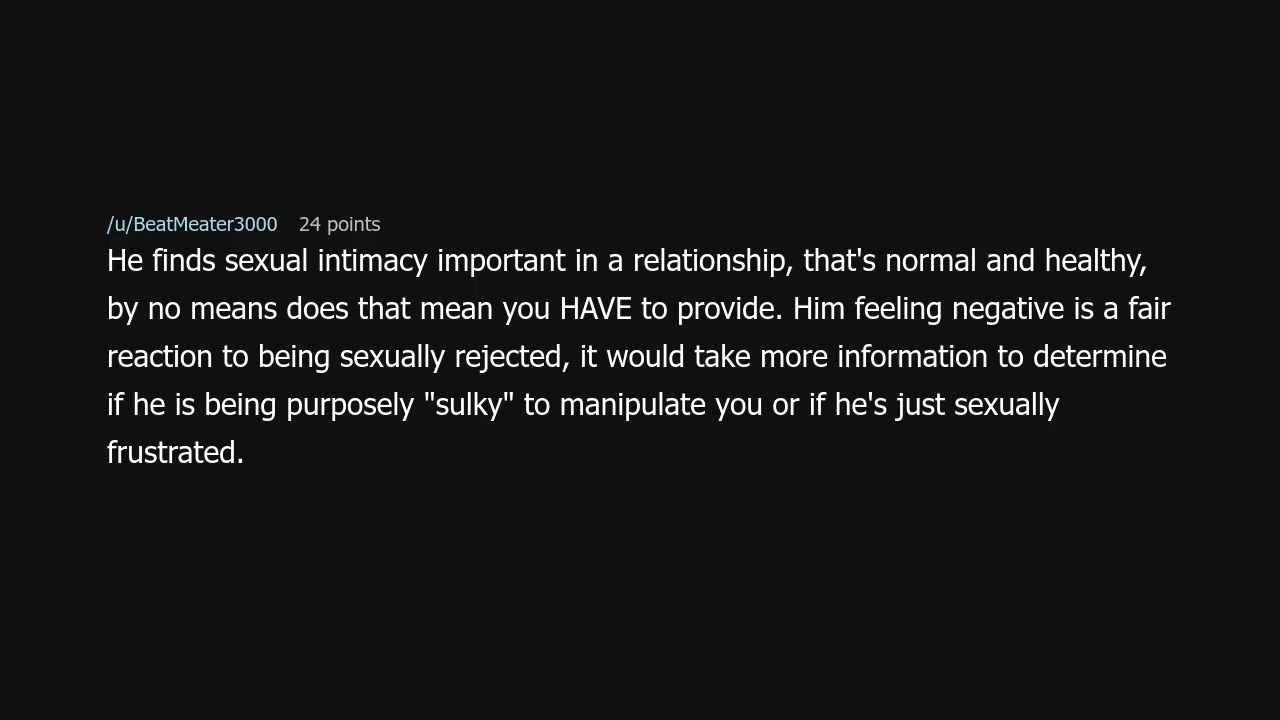 /u/BeatMeater3000 24 points
He finds sexual intimacy important in a relationship, that's normal and healthy,
by no means does that mean you HAVE to provide. Him feeling negative is a fair
reaction to being sexually rejected, it would take more information to determine
if he is being purposely "sulky" to manipulate you or if he's just sexually
frustrated.